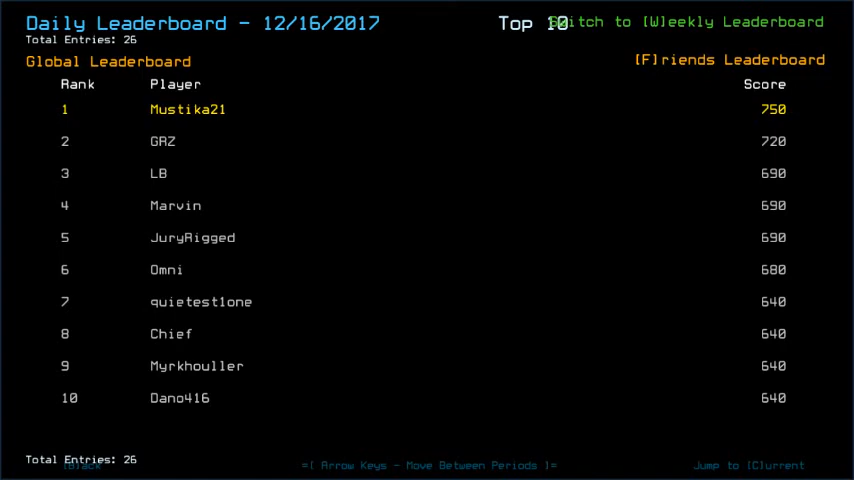 Daily Leaderboard - 12/16/2017 Top 10 Switch to [W]eekly Leaderboard
Total Entries: 26
Global Leaderboard [F]riends Leaderboard
Rank Player Score
1 Mustika21 750
2 GRZ 720
3 LB 690
4 Marvin 690
5 JuryRigged 690
6 Omni 680
7 quietest1one 640
8 Chief 640
9 Myrkhouller 640
10 Dano416 640
Total Entries: 26
[B]ack =[ Arrow Keys - Move Between Periods ]= Jump to [C]urrent